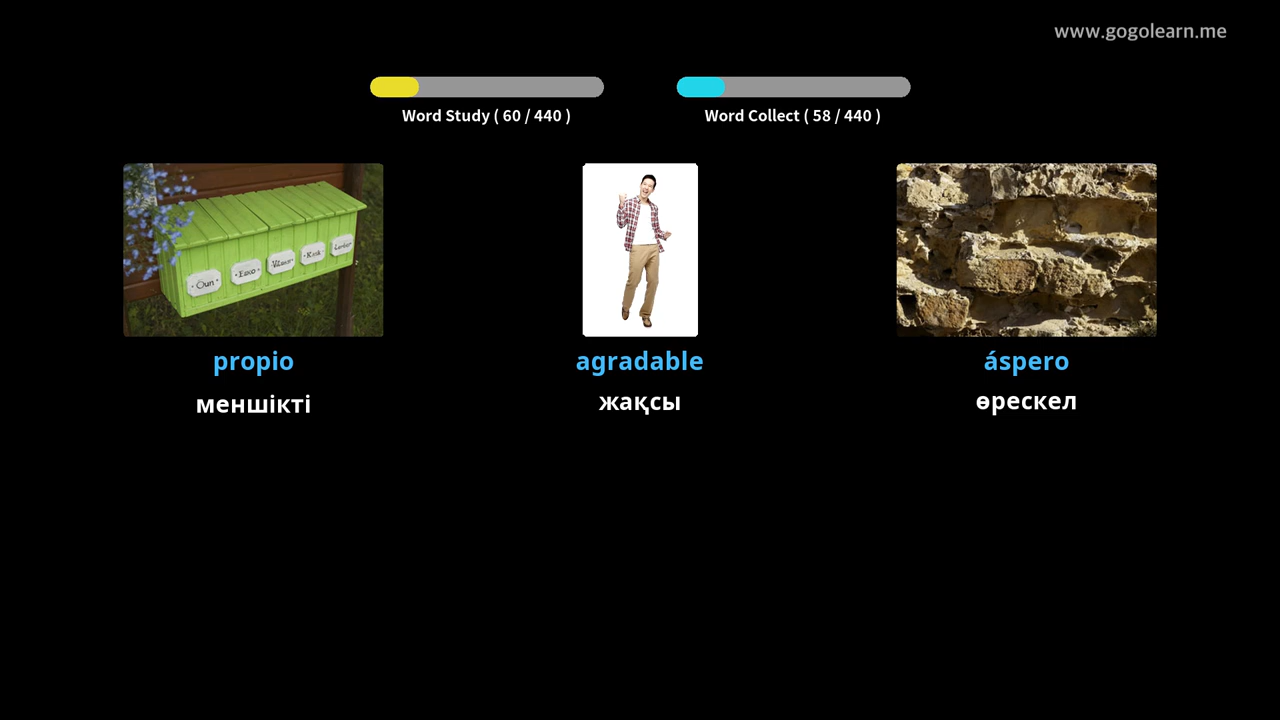 www.gogolearn.me
Word Study ( 60 / 440 )
Word Collect ( 58 / 440 )
propio
agradable
áspero
меншікті
жақсы
өрескел